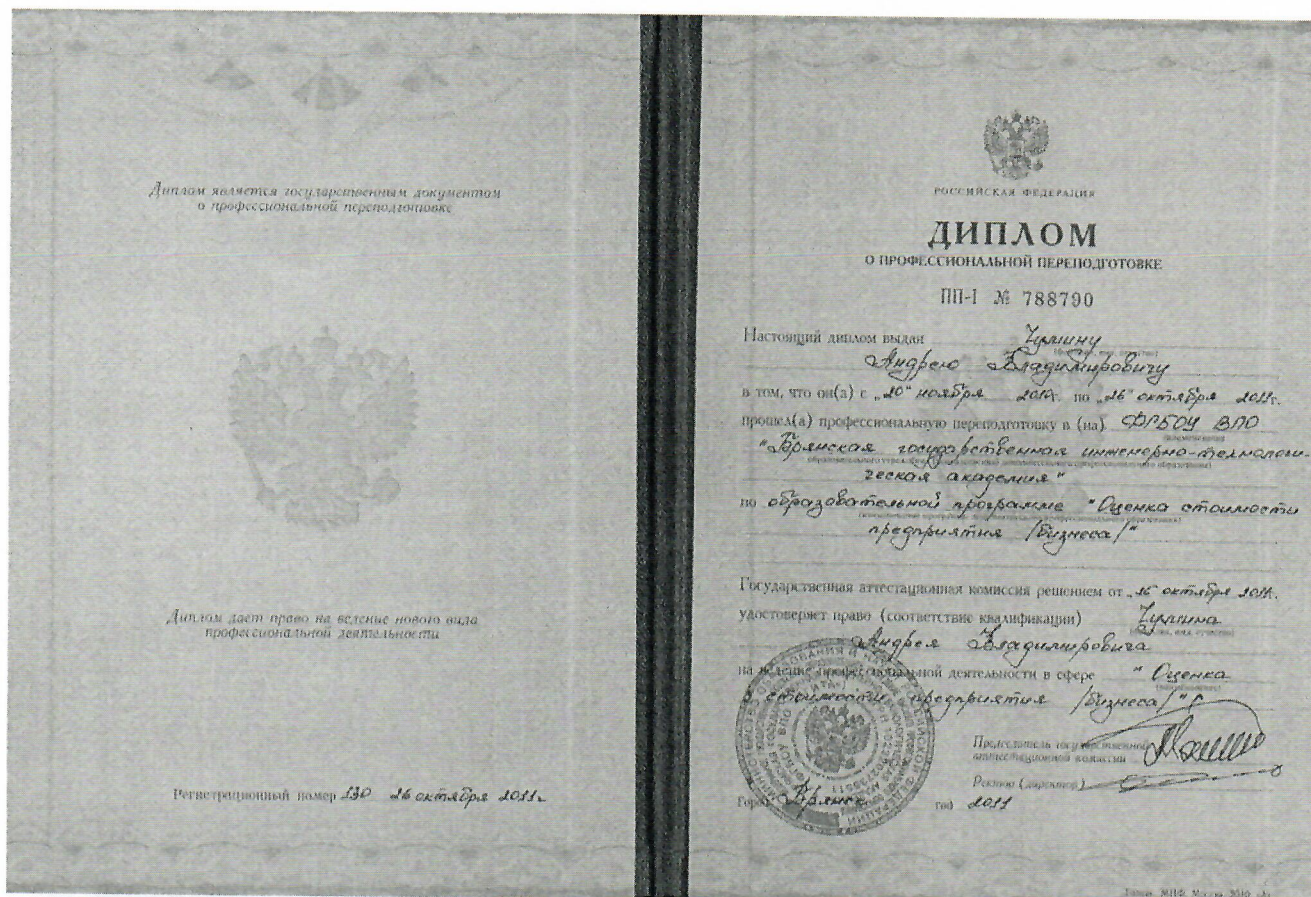 Диплом является государственным документом
о профессиональной переподготовке
Диплом дает право на ведение нового вида
профессиональной деятельности
Регистрационный номер 130 26 октября 2011г
РОССИЙСКАЯ ФЕДЕРАЦИЯ
ДИПЛОМ
О ПРОФЕССИОНАЛЬНОЙ ПЕРЕПОДГОТОВКЕ
ПП-I № 788790
Настоящий диплом выдан Чумину
Андрею Владимировичу
в том, что он(а) с „20" ноября г. по „26" октября 2011г.
прошел(а) профессиональную переподготовку в (на) ФГБОУ ВПО
"Брянская государственная инженерно-технологи-
ческая академия"
по образовательной программе "Оценка стоимости
предприятия /бизнеса/"
Государственная аттестационная комиссия решением от „26 октября 2011г.
удостоверяет право (соответствие квалификации) Чумина
Андрея Владимировича
на ведение профессиональной деятельности в сфере "Оценка
стоимости предприятия /бизнеса/"
Председатель государственной
аттестационной комиссии
Ректор (директор)
Город Брянск год 2011